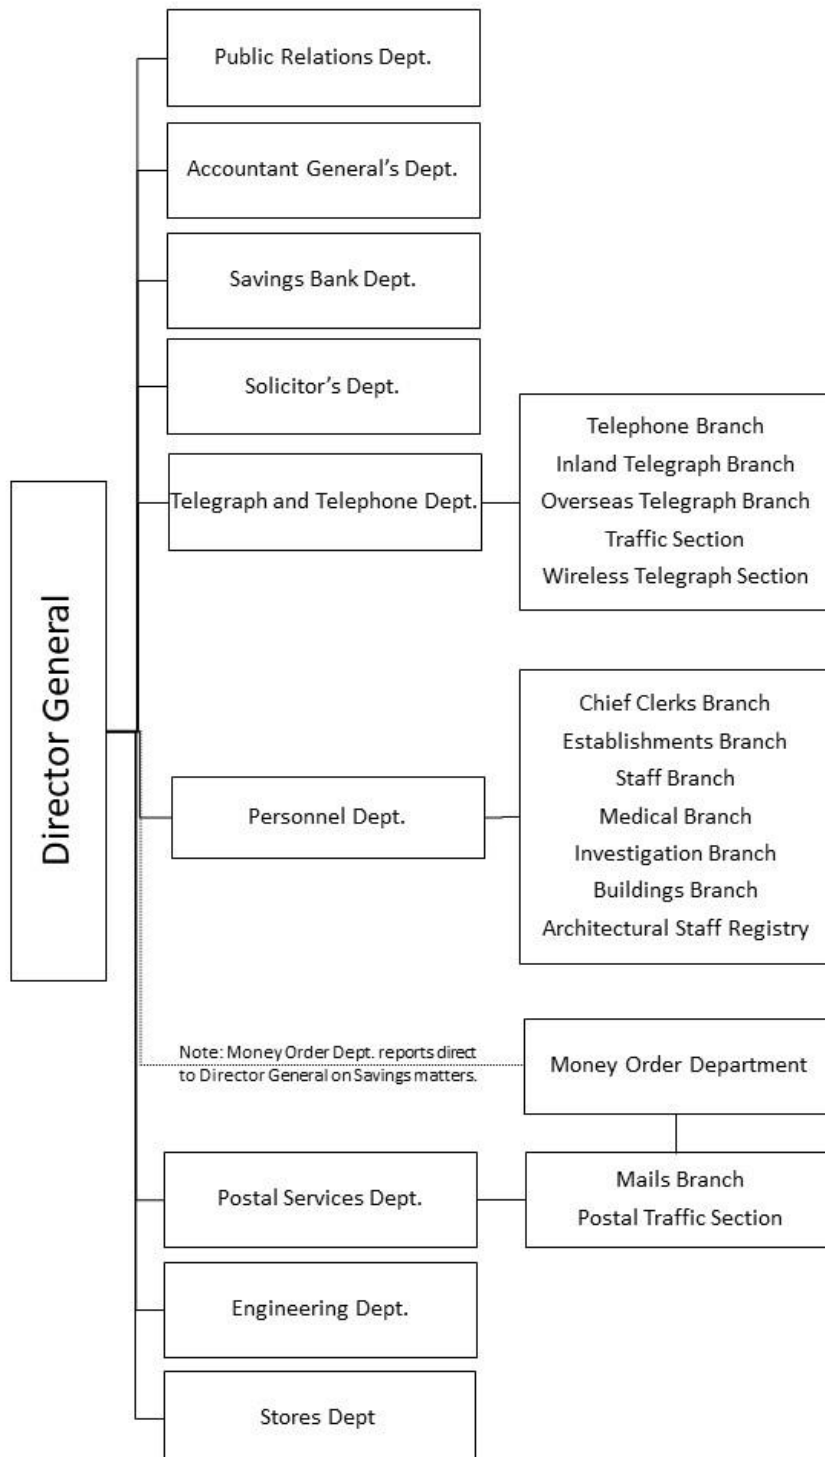 Public Relations Dept.
Accountant General’s Dept.
Savings Bank Dept.
Solicitor’s Dept.
Telegraph and Telephone Dept.
Telephone Branch
Inland Telegraph Branch
Overseas Telegraph Branch
Traffic Section
Wireless Telegraph Section
Director General
Personnel Dept.
Chief Clerks Branch
Establishments Branch
Staff Branch
Medical Branch
Investigation Branch
Buildings Branch
Architectural Staff Registry
Note: Money Order Dept. reports direct
to Director General on Savings matters.
Money Order Department
Postal Services Dept.
Mails Branch
Postal Traffic Section
Engineering Dept.
Stores Dept